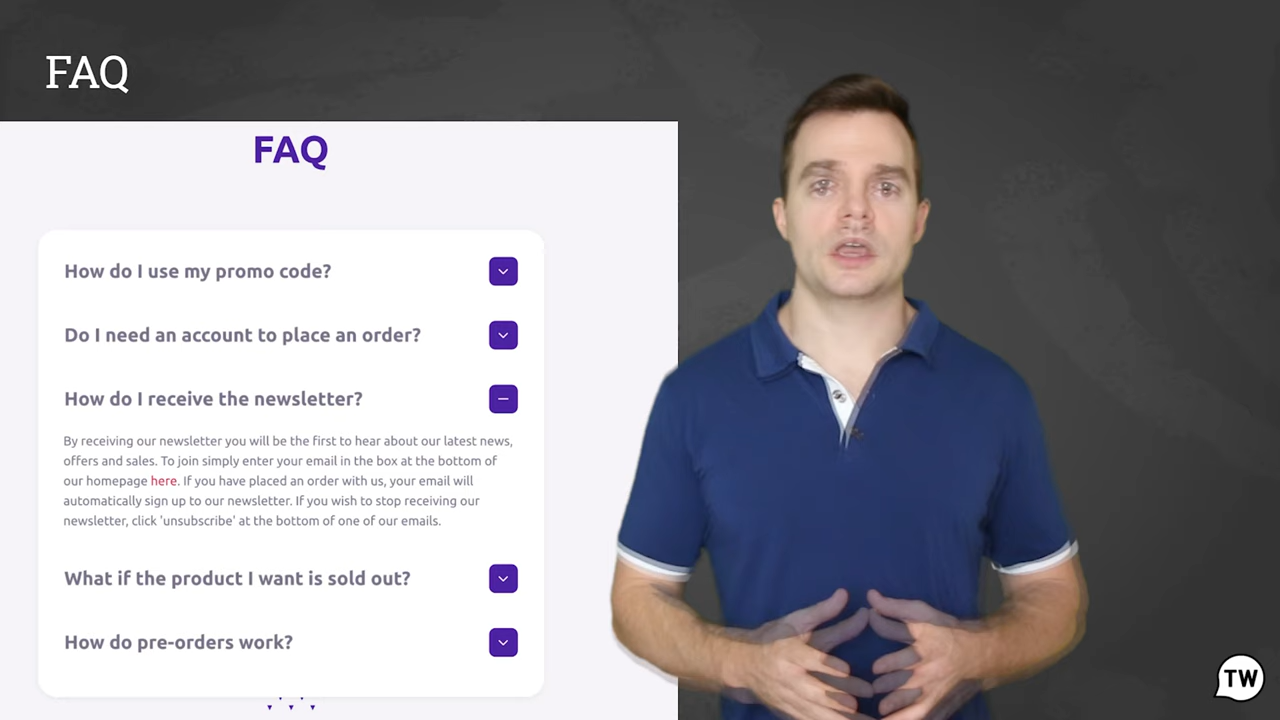 FAQ
FAQ
How do I use my promo code?
Do I need an account to place an order?
How do I receive the newsletter?
By receiving our newsletter you will be the first to hear about our latest news,
offers and sales. To join simply enter your email in the box at the bottom of
our homepage here. If you have placed an order with us, your email will
automatically sign up to our newsletter. If you wish to stop receiving our
newsletter, click 'unsubscribe' at the bottom of one of our emails.
What if the product I want is sold out?
How do pre-orders work?
TW